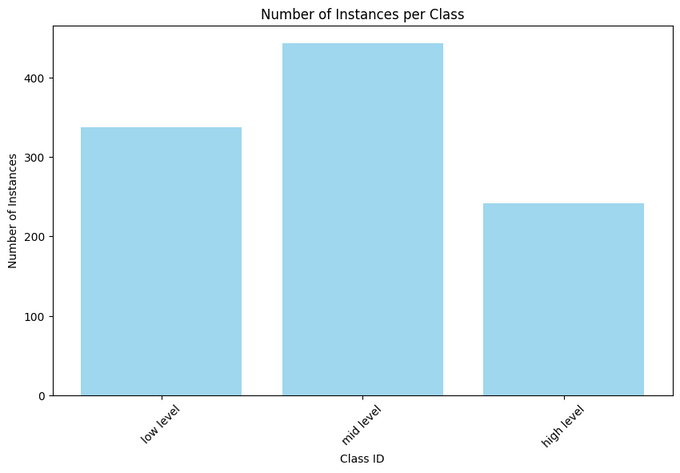 Number of Instances per Class
Number of Instances
400
300
200
100
0
low level
mid level
high level
Class ID